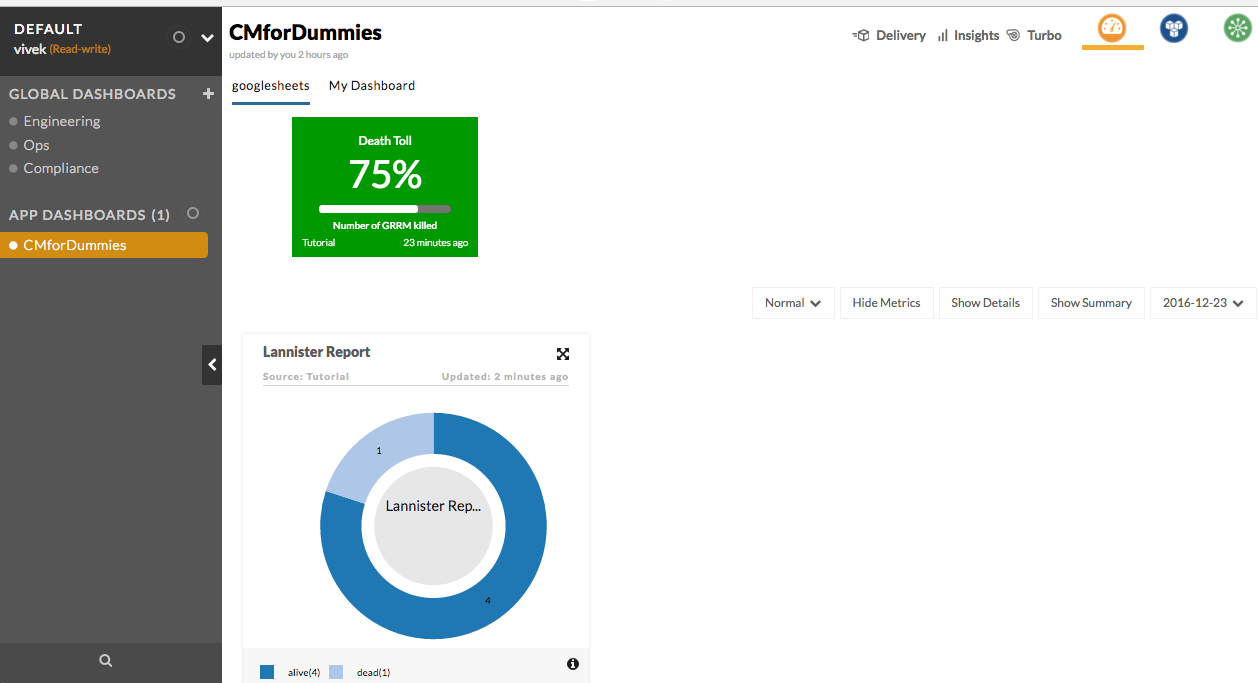 DEFAULT
vivek (Read-write)
GLOBAL DASHBOARDS
Engineering
Ops
Compliance
APP DASHBOARDS (1)
CMforDummies
CMforDummies
updated by you 2 hours ago
Delivery Insights Turbo
googlesheets My Dashboard
Death Toll
75%
Number of GRRM killed
Tutorial 23 minutes ago
Normal Hide Metrics Show Details Show Summary 2016-12-23
Lannister Report
Source: Tutorial Updated: 2 minutes ago
1
Lannister Rep...
4
alive(4) dead(1)